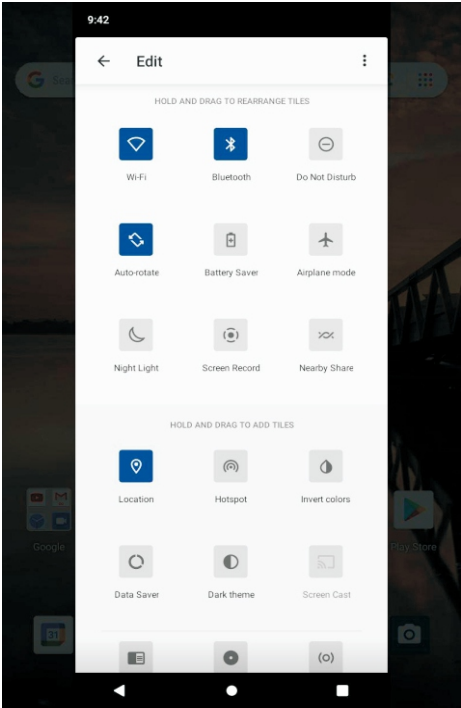 9:42
Edit
HOLD AND DRAG TO REARRANGE TILES
Wi-Fi Bluetooth Do Not Disturb
Auto-rotate Battery Saver Airplane mode
Night Light Screen Record Nearby Share
HOLD AND DRAG TO ADD TILES
Location Hotspot Invert colors
Google Play Store
Data Saver Dark theme Screen Cast
31